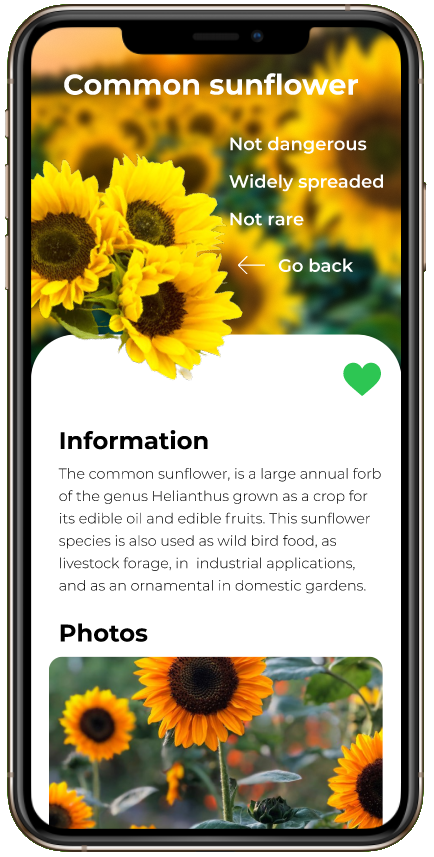 Common sunflower
Not dangerous
Widely spreaded
Not rare
Go back
Information
The common sunflower, is a large annual forb
of the genus Helianthus grown as a crop for
its edible oil and edible fruits. This sunflower
species is also used as wild bird food, as
livestock forage, in  industrial applications,
and as an ornamental in domestic gardens.
Photos